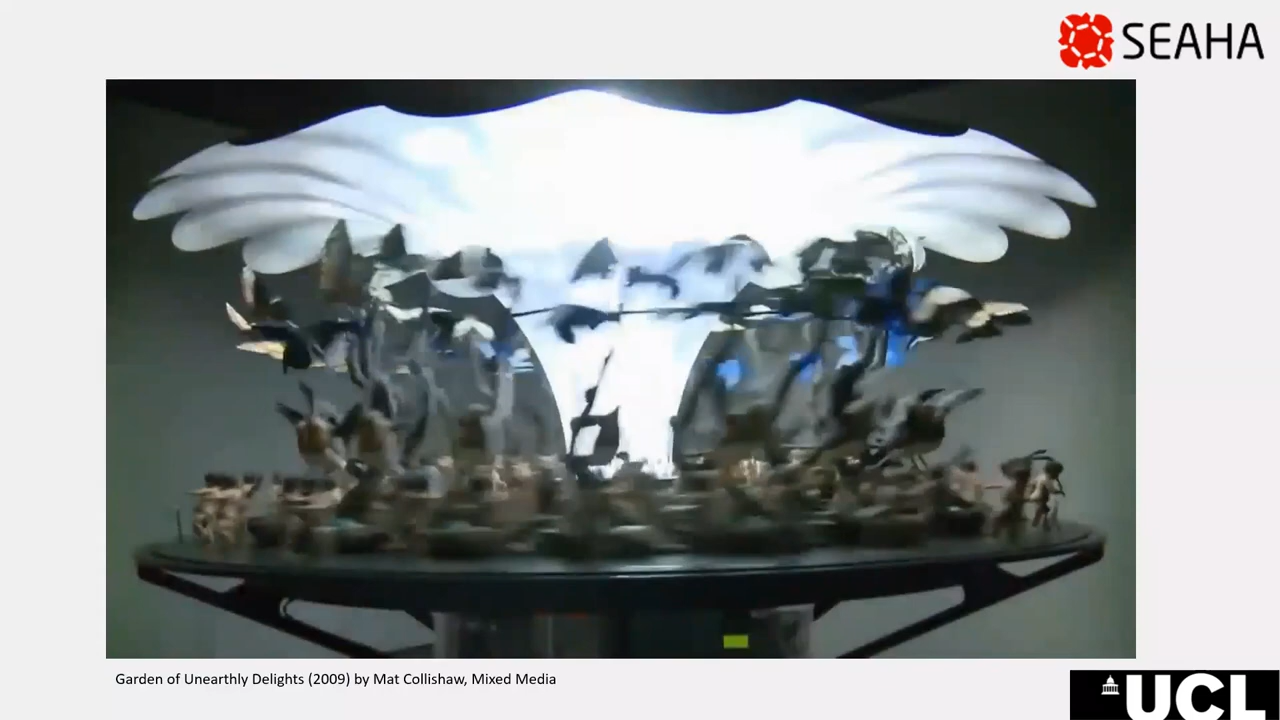 SEAHA
Garden of Unearthly Delights (2009) by Mat Collishaw, Mixed Media
UCL